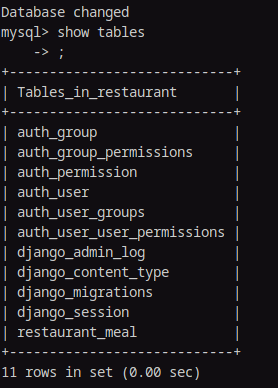 Database changed
mysql> show tables
    -> ;
+----------------------------+
| Tables_in_restaurant       |
+----------------------------+
| auth_group                 |
| auth_group_permissions     |
| auth_permission            |
| auth_user                  |
| auth_user_groups           |
| auth_user_user_permissions |
| django_admin_log           |
| django_content_type        |
| django_migrations          |
| django_session             |
| restaurant_meal            |
+----------------------------+
11 rows in set (0.00 sec)